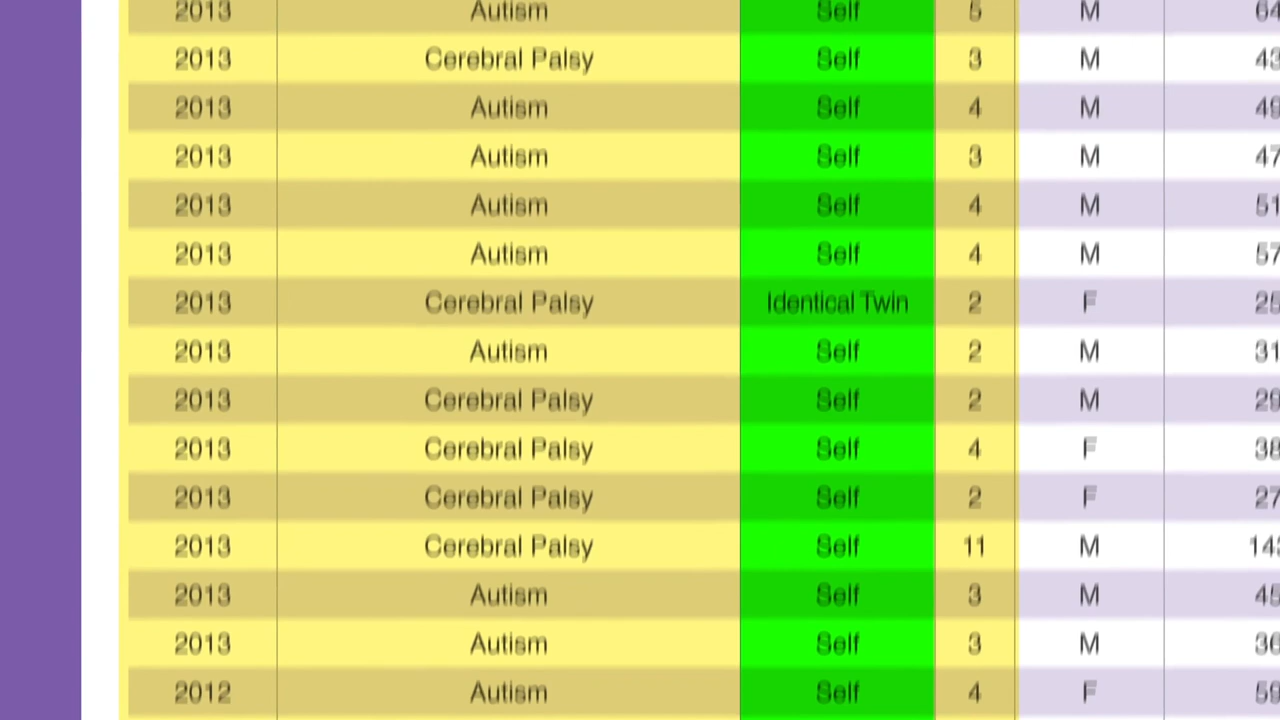 2013 Autism Self 5 M 64
2013 Cerebral Palsy Self 3 M 43
2013 Autism Self 4 M 49
2013 Autism Self 3 M 47
2013 Autism Self 4 M 51
2013 Autism Self 4 M 57
2013 Cerebral Palsy Identical Twin 2 F 25
2013 Autism Self 2 M 31
2013 Cerebral Palsy Self 2 M 29
2013 Cerebral Palsy Self 4 F 38
2013 Cerebral Palsy Self 2 F 27
2013 Cerebral Palsy Self 11 M 143
2013 Autism Self 3 M 45
2013 Autism Self 3 M 36
2012 Autism Self 4 F 59